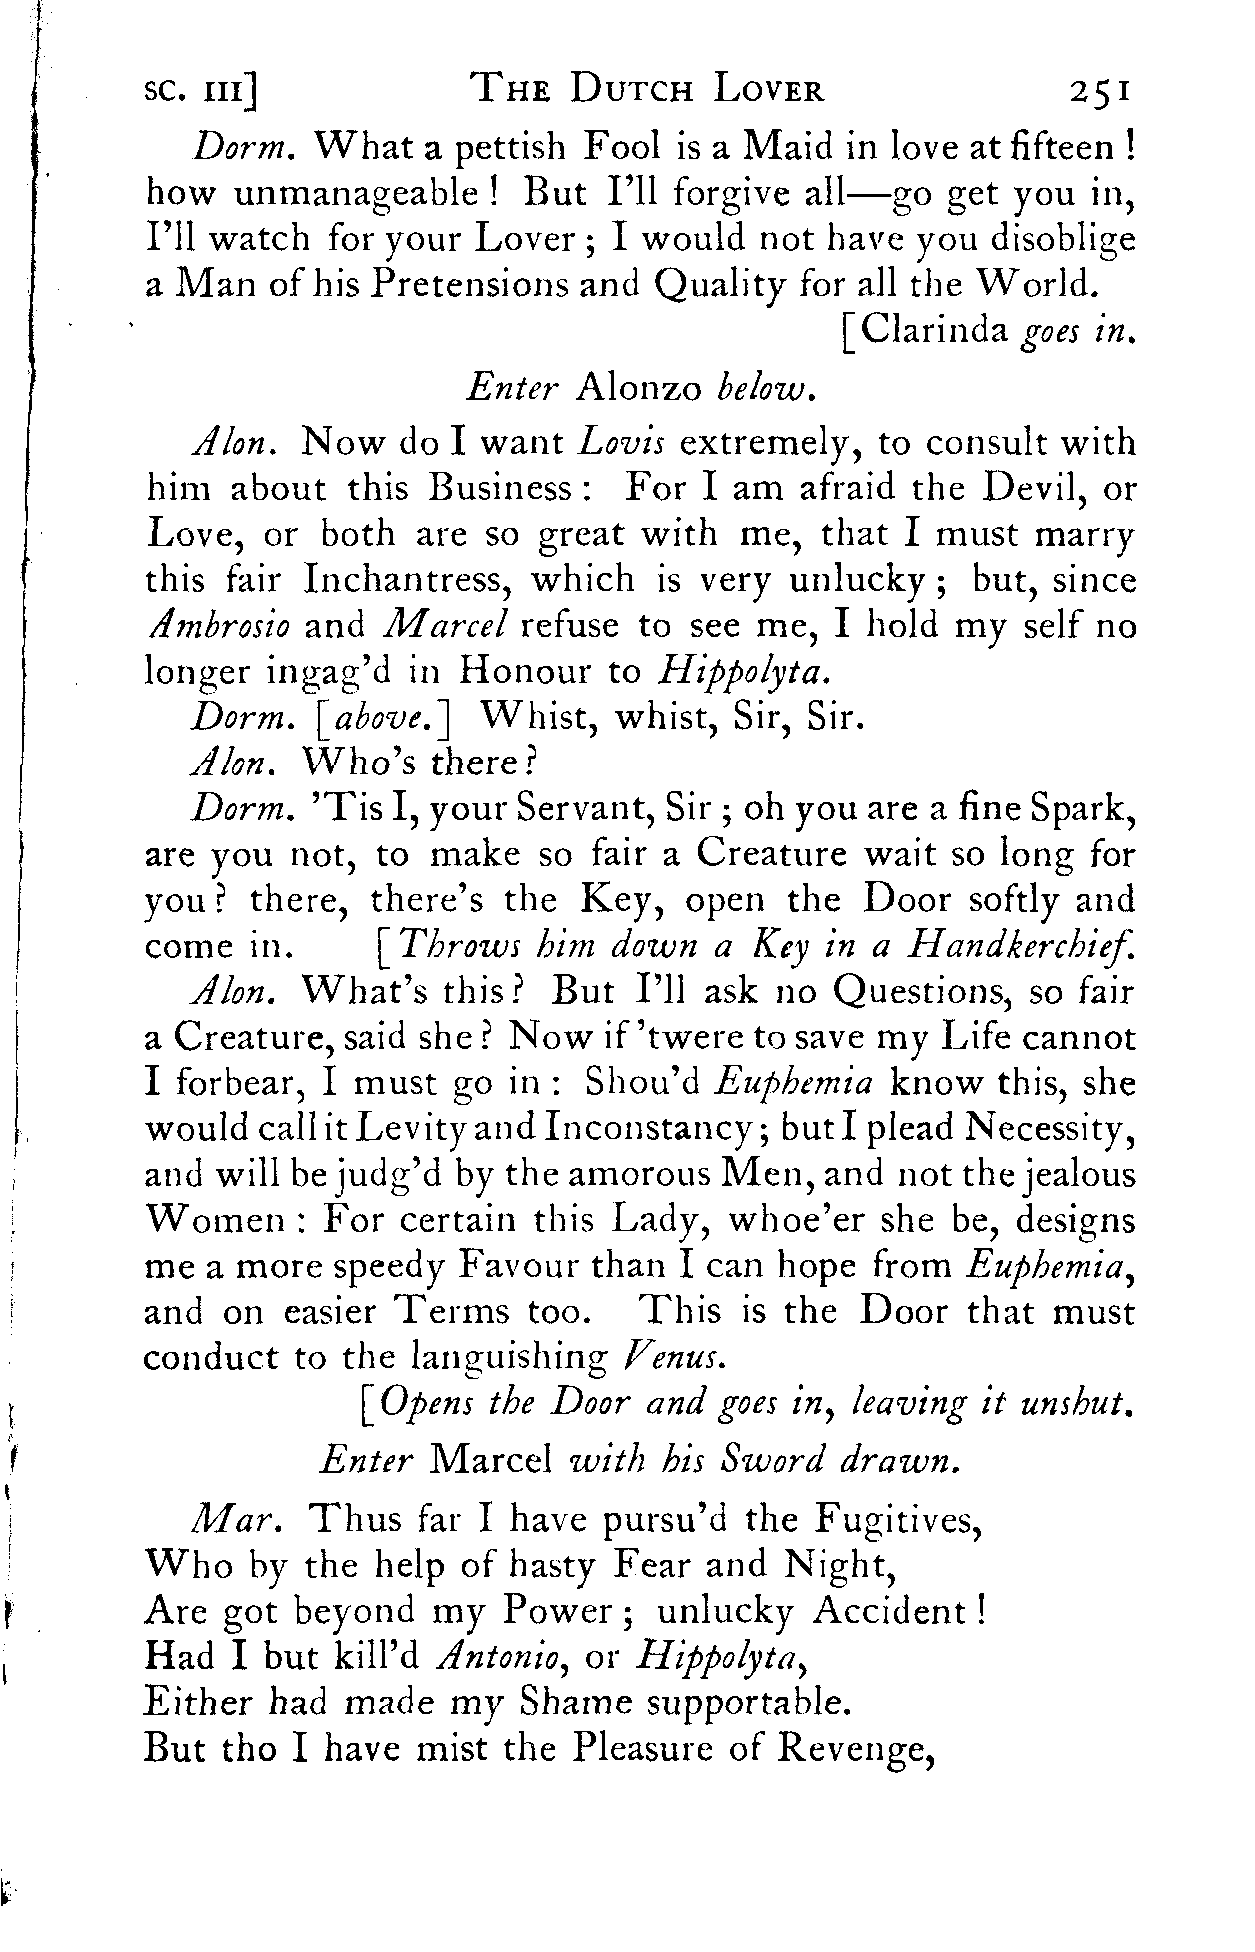 SC. III] THE DUTCH LOVER 251
Dorm. What a pettish Fool is a Maid in love at fifteen !
how unmanageable ! But I'll forgive all—go get you in,
I'll watch for your Lover ; I would not have you disoblige
a Man of his Pretensions and Quality for all the World.
[Clarinda goes in.
Enter Alonzo below.
Alon. Now do I want Lovis extremely, to consult with
him about this Business : For I am afraid the Devil, or
Love, or both are so great with me, that I must marry
this fair Inchantress, which is very unlucky ; but, since
Ambrosio and Marcel refuse to see me, I hold my self no
longer ingag'd in Honour to Hippolyta.
Dorm. [above.] Whist, whist, Sir, Sir.
Alon. Who's there ?
Dorm. 'Tis I, your Servant, Sir ; oh you are a fine Spark,
are you not, to make so fair a Creature wait so long for
you ? there, there's the Key, open the Door softly and
come in. [Throws him down a Key in a Handkerchief.
Alon. What's this ? But I'll ask no Questions, so fair
a Creature, said she ? Now if 'twere to save my Life cannot
I forbear, I must go in : Shou'd Euphemia know this, she
would call it Levity and Inconstancy ; but I plead Necessity,
and will be judg'd by the amorous Men, and not the jealous
Women : For certain this Lady, whoe'er she be, designs
me a more speedy Favour than I can hope from Euphemia,
and on easier Terms too. This is the Door that must
conduct to the languishing Venus.
[Opens the Door and goes in, leaving it unshut.
Enter Marcel with his Sword drawn.
Mar. Thus far I have pursu'd the Fugitives,
Who by the help of hasty Fear and Night,
Are got beyond my Power ; unlucky Accident !
Had I but kill'd Antonio, or Hippolyta,
Either had made my Shame supportable.
But tho I have mist the Pleasure of Revenge,